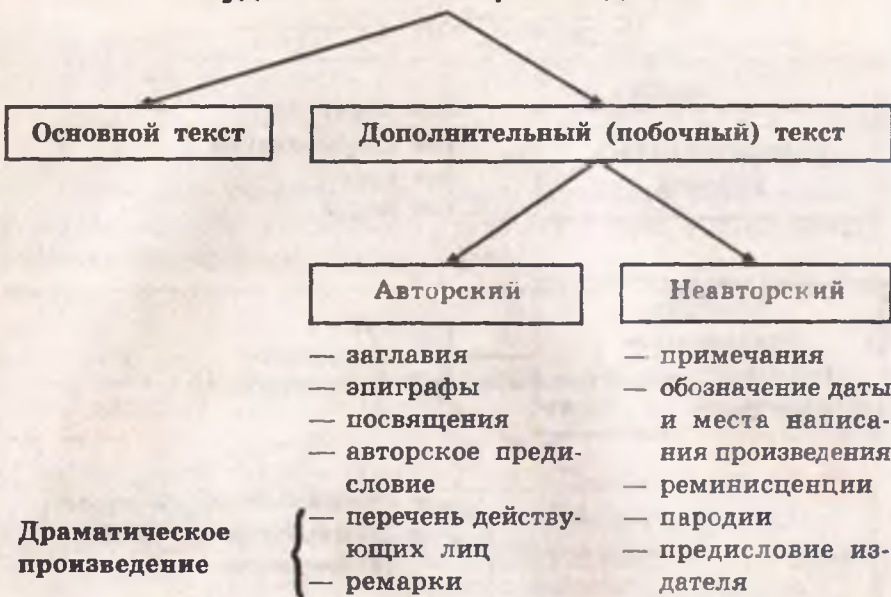 Основной текст
Дополнительный (побочный) текст
Авторский
Неавторский
— заглавия
— эпиграфы
— посвящения
— авторское преди-
словие
— перечень действу-
ющих лиц
— ремарки
— примечания
— обозначение даты
и места написа-
ния произведения
— реминисценции
— пародии
— предисловие из-
дателя
Драматическое
произведение